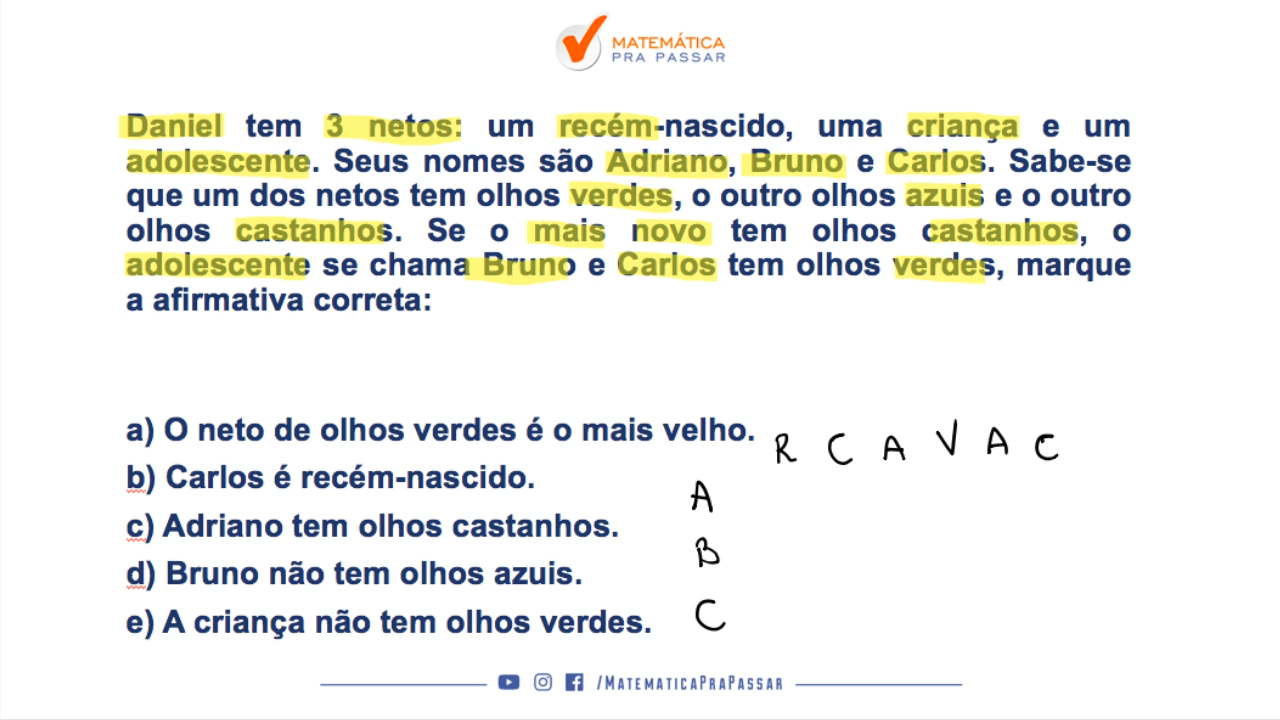 MATEMÁTICA
PRA PASSAR
Daniel tem 3 netos: um recém-nascido, uma criança e um
adolescente. Seus nomes são Adriano, Bruno e Carlos. Sabe-se
que um dos netos tem olhos verdes, o outro olhos azuis e o outro
olhos castanhos. Se o mais novo tem olhos castanhos, o
adolescente se chama Bruno e Carlos tem olhos verdes, marque
a afirmativa correta:
a) O neto de olhos verdes é o mais velho.
R C A V A C
b) Carlos é recém-nascido.
A
c) Adriano tem olhos castanhos.
B
d) Bruno não tem olhos azuis.
C
e) A criança não tem olhos verdes.
/MATEMATICAPRAPASSAR